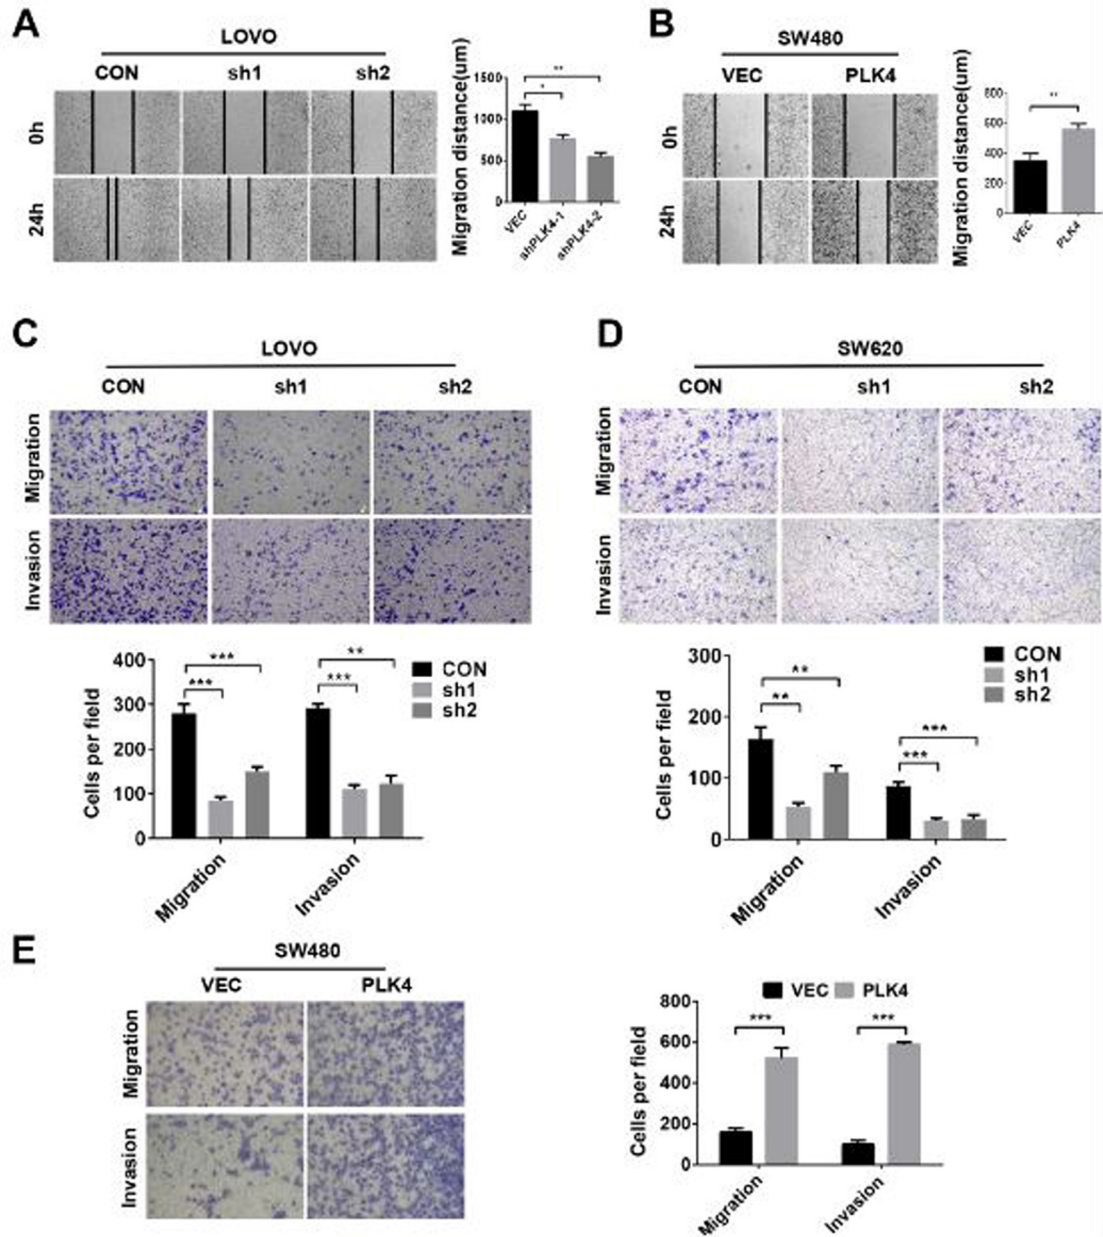 A
LOVO
CON sh1 sh2
0h
24h
Migration distance(um)
1500
1000
500
0
** 
*
VEC
shPLK4-1
shPLK4-2
B
SW480
VEC PLK4
0h
24h
Migration distance(um)
800
600
400
200
0
**
VEC
PLK4
C
LOVO
CON sh1 sh2
Migration
Invasion
Cells per field
400
300
200
100
0
*** **
*** ***
CON
sh1
sh2
Migration
Invasion
D
SW620
CON sh1 sh2
Migration
Invasion
Cells per field
300
200
100
0
**
**
***
***
CON
sh1
sh2
Migration
Invasion
E
SW480
VEC PLK4
Migration
Invasion
Cells per field
800
600
400
200
0
VEC PLK4
*** ***
Migration
Invasion